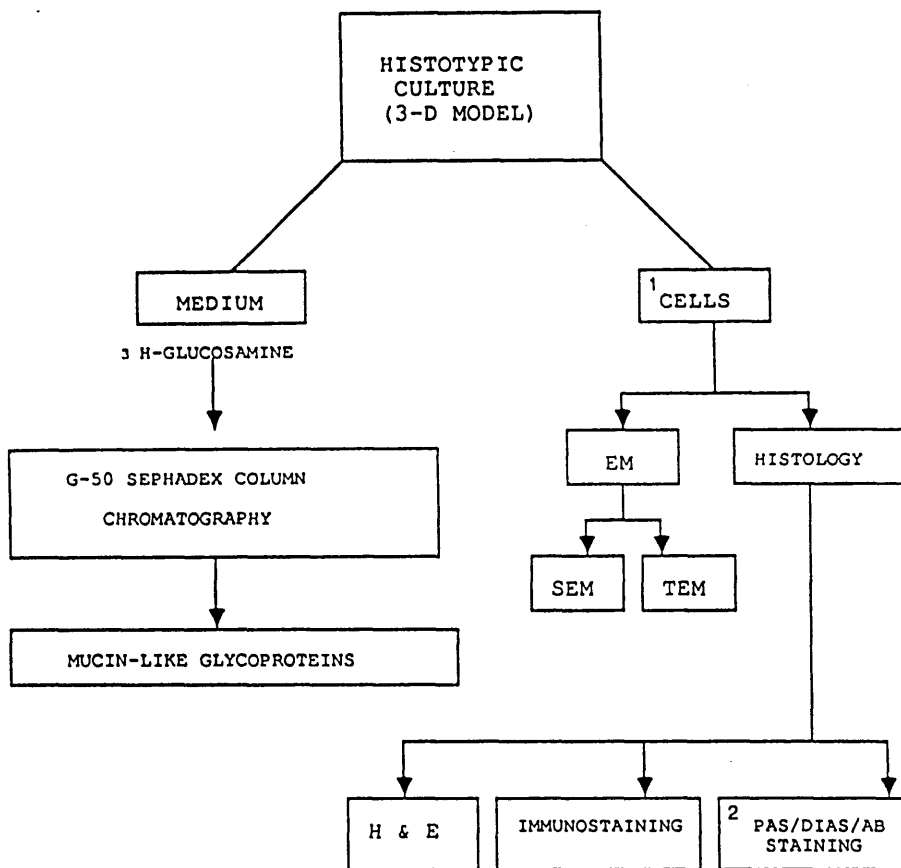 HISTOTYPIC
CULTURE
(3-D MODEL)
MEDIUM
1 CELLS
3 H-GLUCOSAMINE
G-50 SEPHADEX COLUMN
CHROMATOGRAPHY
EM
HISTOLOGY
SEM
TEM
MUCIN-LIKE GLYCOPROTEINS
H & E
IMMUNOSTAINING
2 PAS/DIAS/AB
STAINING